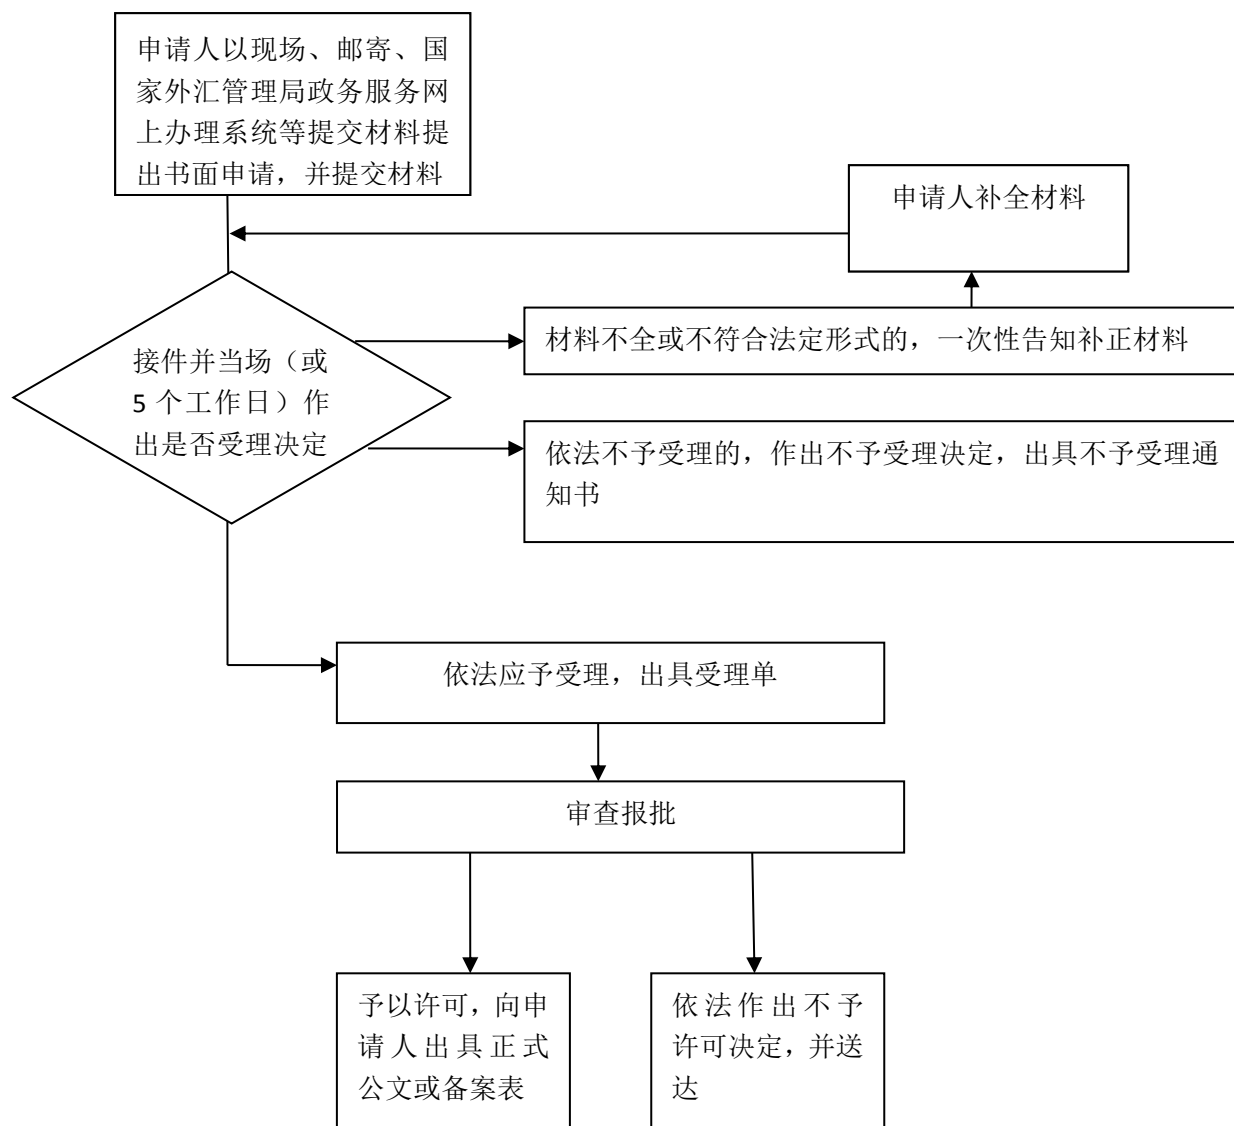 申请人以现场、邮寄、国
家外汇管理局政务服务网
上办理系统等提交材料提
出书面申请，并提交材料
申请人补全材料
材料不全或不符合法定形式的，一次性告知补正材料
接件并当场（或
5 个工作日）作
出是否受理决定
依法不予受理的，作出不予受理决定，出具不予受理通
知书
依法应予受理，出具受理单
审查报批
予以许可，向申
请人出具正式
公文或备案表
依法作出不予
许可决定，并送
达